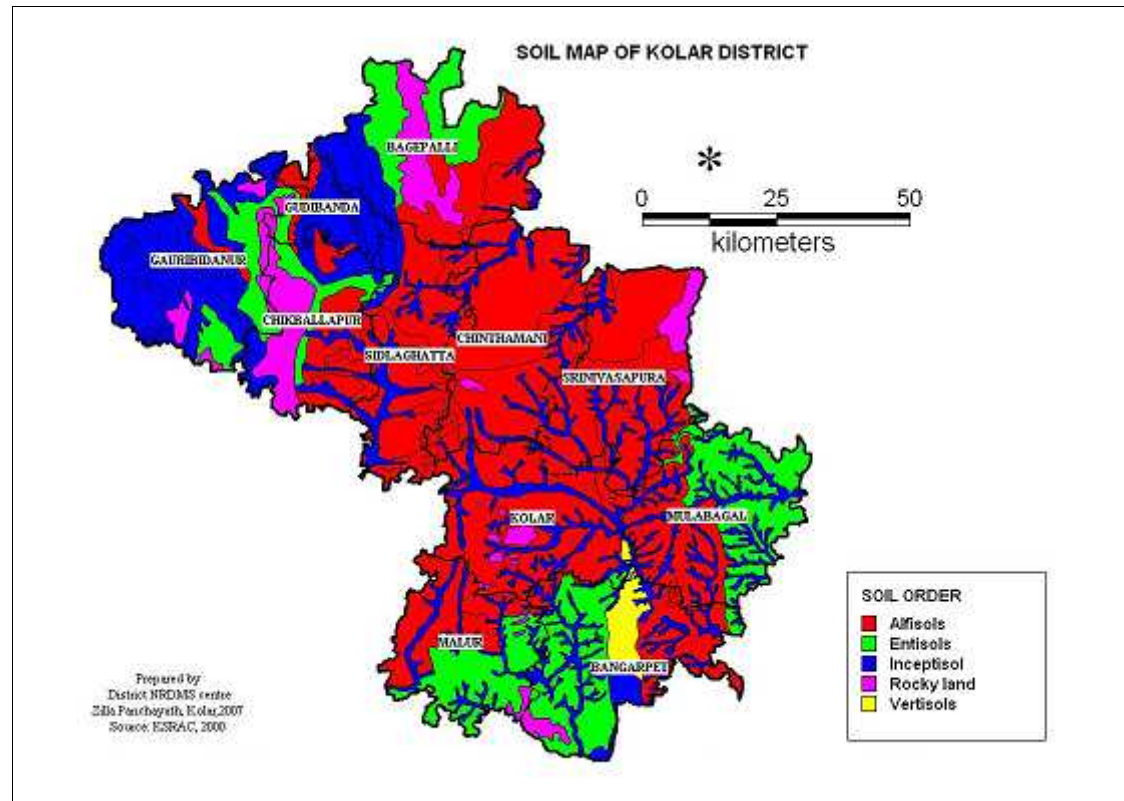 SOIL MAP OF KOLAR DISTRICT
BAGEPALLI
*
0 25 50
kilometers
GUDIBANDA
GAURIBIDANUR
CHIKBALLAPUR
CHINTHAMANI
SIDLAGHATTA
SRINIVASAPURA
KOLAR
MULABAGAL
MALUR
BANGARPET
SOIL ORDER
Alfisols
Entisols
Inceptisol
Rocky land
Vertisols
Prepared by
District NRDMS centre
Zilla Panchayath, Kolar,2007
Source: KSRAC, 2000